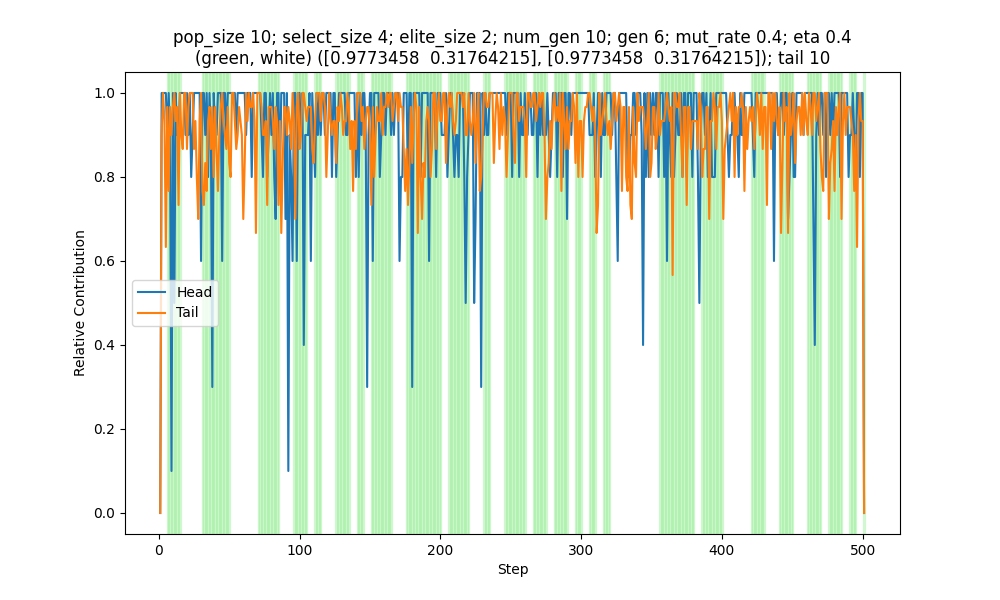 pop_size 10; select_size 4; elite_size 2; num_gen 10; gen 6; mut_rate 0.4; eta 0.4
(green, white) ([0.9773458  0.31764215], [0.9773458  0.31764215]); tail 10
1.0
0.8
0.6
0.4
0.2
0.0
Relative Contribution
Head
Tail
0
100
200
300
400
500
Step